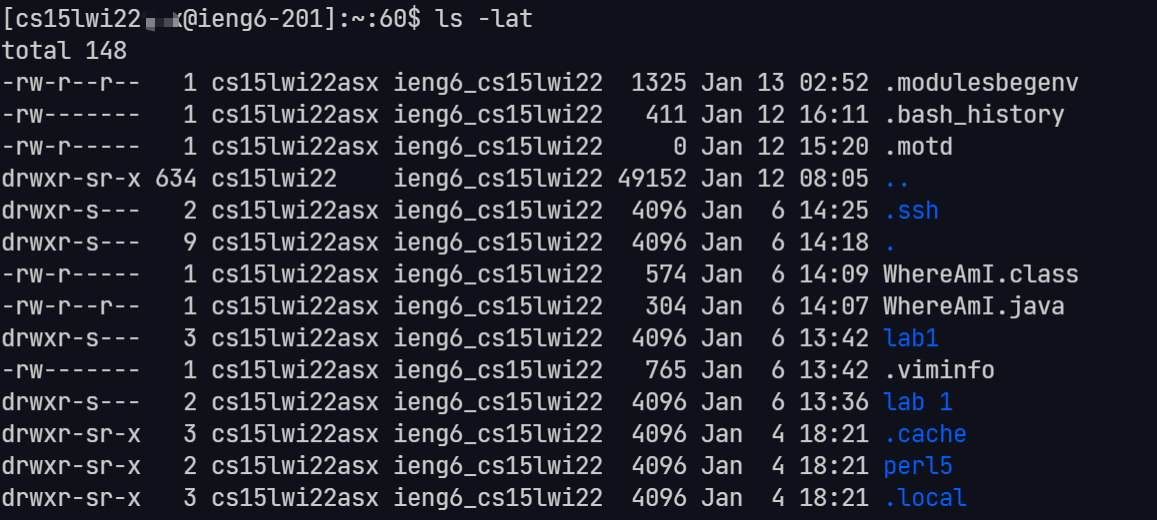 [cs15lwi22 x@ieng6-201]:~:60$ ls -lat
total 148
-rw-r--r--   1 cs15lwi22asx ieng6_cs15lwi22  1325 Jan 13 02:52 .modulesbegenv
-rw-------   1 cs15lwi22asx ieng6_cs15lwi22   411 Jan 12 16:11 .bash_history
-rw-r-----   1 cs15lwi22asx ieng6_cs15lwi22     0 Jan 12 15:20 .motd
drwxr-sr-x 634 cs15lwi22    ieng6_cs15lwi22 49152 Jan 12 08:05 ..
drwxr-s---   2 cs15lwi22asx ieng6_cs15lwi22  4096 Jan  6 14:25 .ssh
drwxr-s---   9 cs15lwi22asx ieng6_cs15lwi22  4096 Jan  6 14:18 .
-rw-r-----   1 cs15lwi22asx ieng6_cs15lwi22   574 Jan  6 14:09 WhereAmI.class
-rw-r--r--   1 cs15lwi22asx ieng6_cs15lwi22   304 Jan  6 14:07 WhereAmI.java
drwxr-s---   3 cs15lwi22asx ieng6_cs15lwi22  4096 Jan  6 13:42 lab1
-rw-------   1 cs15lwi22asx ieng6_cs15lwi22   765 Jan  6 13:42 .viminfo
drwxr-s---   2 cs15lwi22asx ieng6_cs15lwi22  4096 Jan  6 13:36 lab 1
drwxr-sr-x   3 cs15lwi22asx ieng6_cs15lwi22  4096 Jan  4 18:21 .cache
drwxr-sr-x   2 cs15lwi22asx ieng6_cs15lwi22  4096 Jan  4 18:21 perl5
drwxr-sr-x   3 cs15lwi22asx ieng6_cs15lwi22  4096 Jan  4 18:21 .local